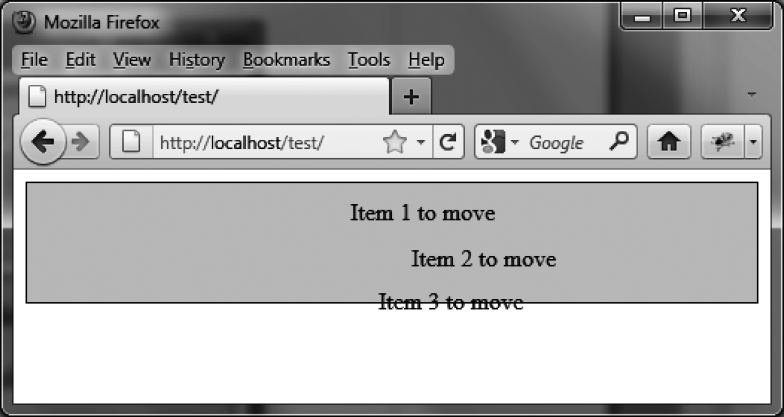 Mozilla Firefox
File Edit View History Bookmarks Tools Help
http://localhost/test/
http://localhost/test/ Google
Item 1 to move
Item 2 to move
Item 3 to move